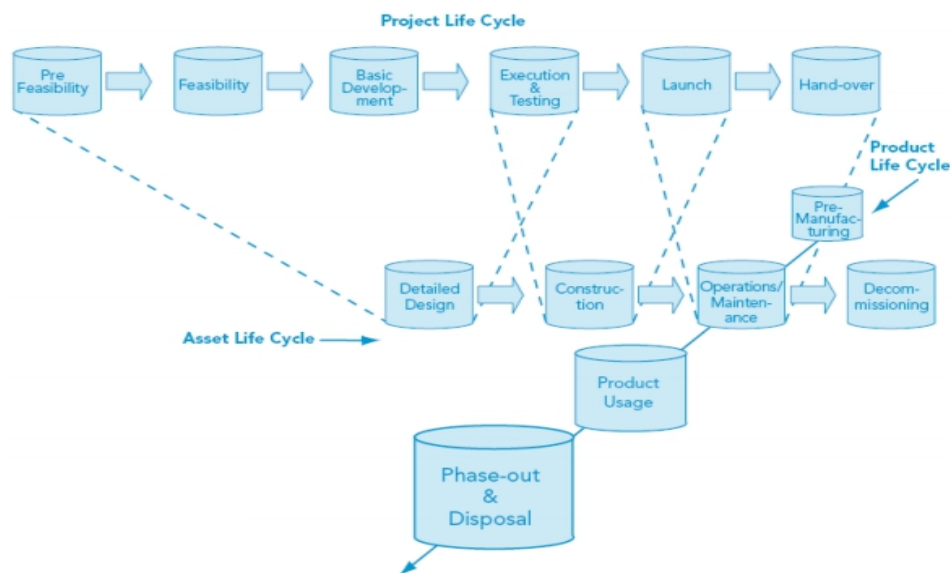 Project Life Cycle
Pre
Feasibility
Feasibility
Basic
Develop-
ment
Execution
&
Testing
Launch
Hand-over
Product
Life Cycle
Pre-
Manufac-
turing
Detailed
Design
Construc-
tion
Operations/
Mainten-
ance
Decom-
missioning
Asset Life Cycle
Product
Usage
Phase-out
&
Disposal